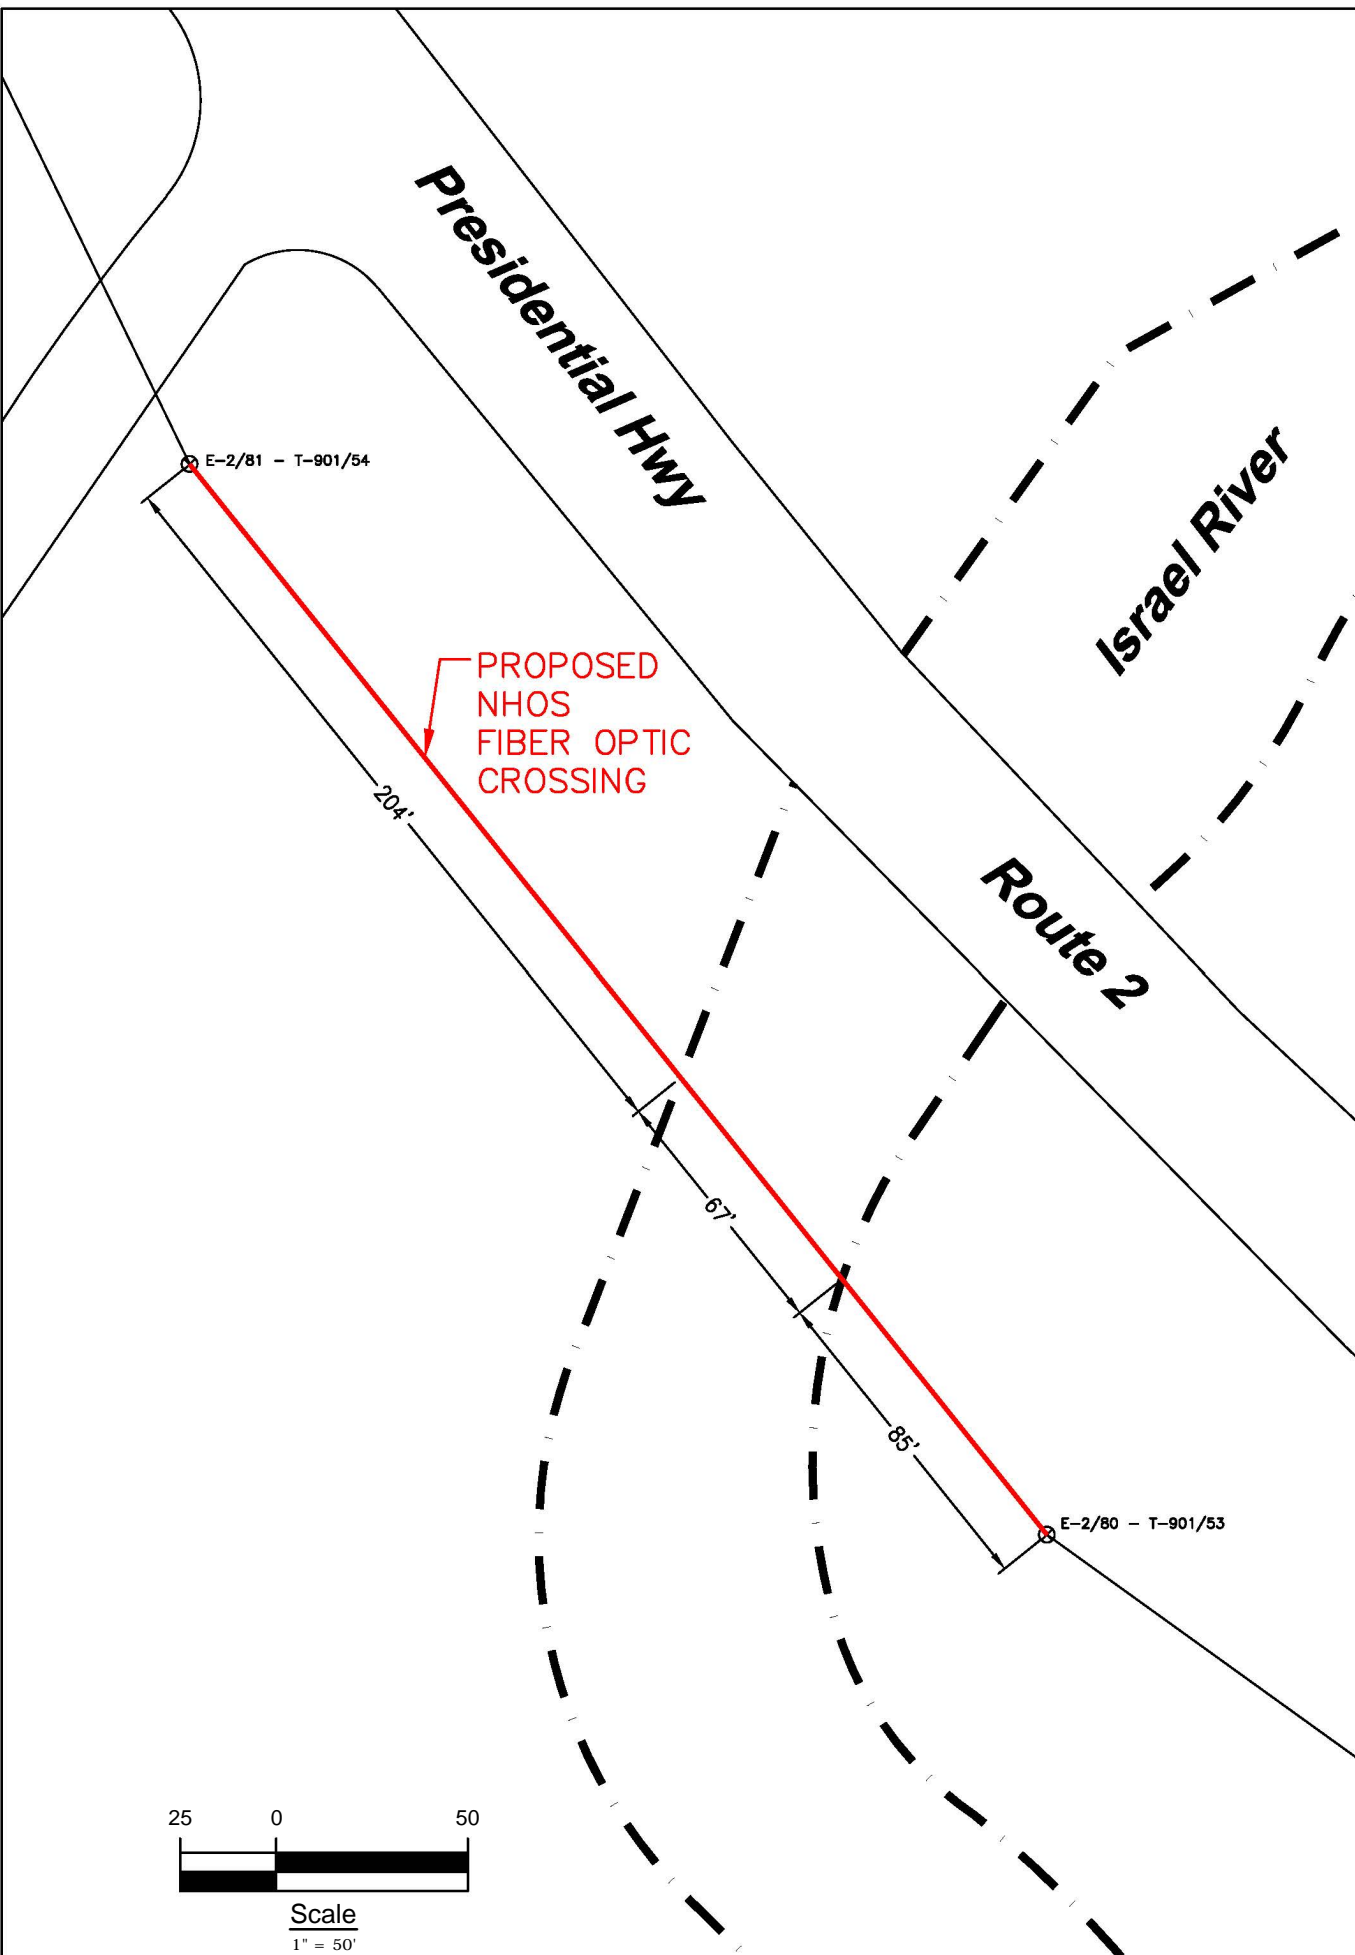 Presidential Hwy
Israel River
E-2/81 - T-901/54
PROPOSED
NHOS
FIBER OPTIC
CROSSING
204'
Route 2
67'
85'
E-2/80 - T-901/53
25 0 50
Scale
1" = 50'